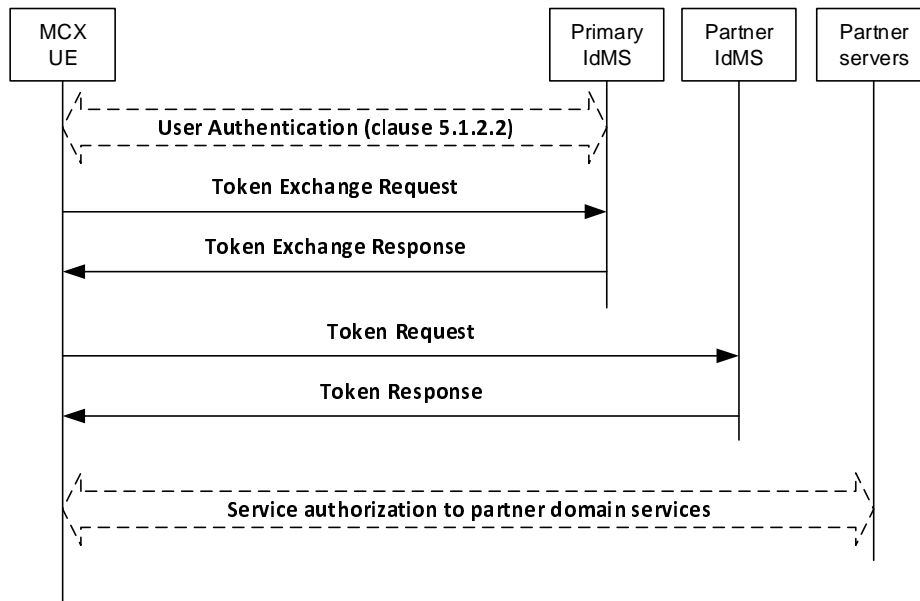 MCX
UE
Primary
IdMS
Partner
IdMS
Partner
servers
User Authentication (clause 5.1.2.2)
Token Exchange Request
Token Exchange Response
Token Request
Token Response
Service authorization to partner domain services